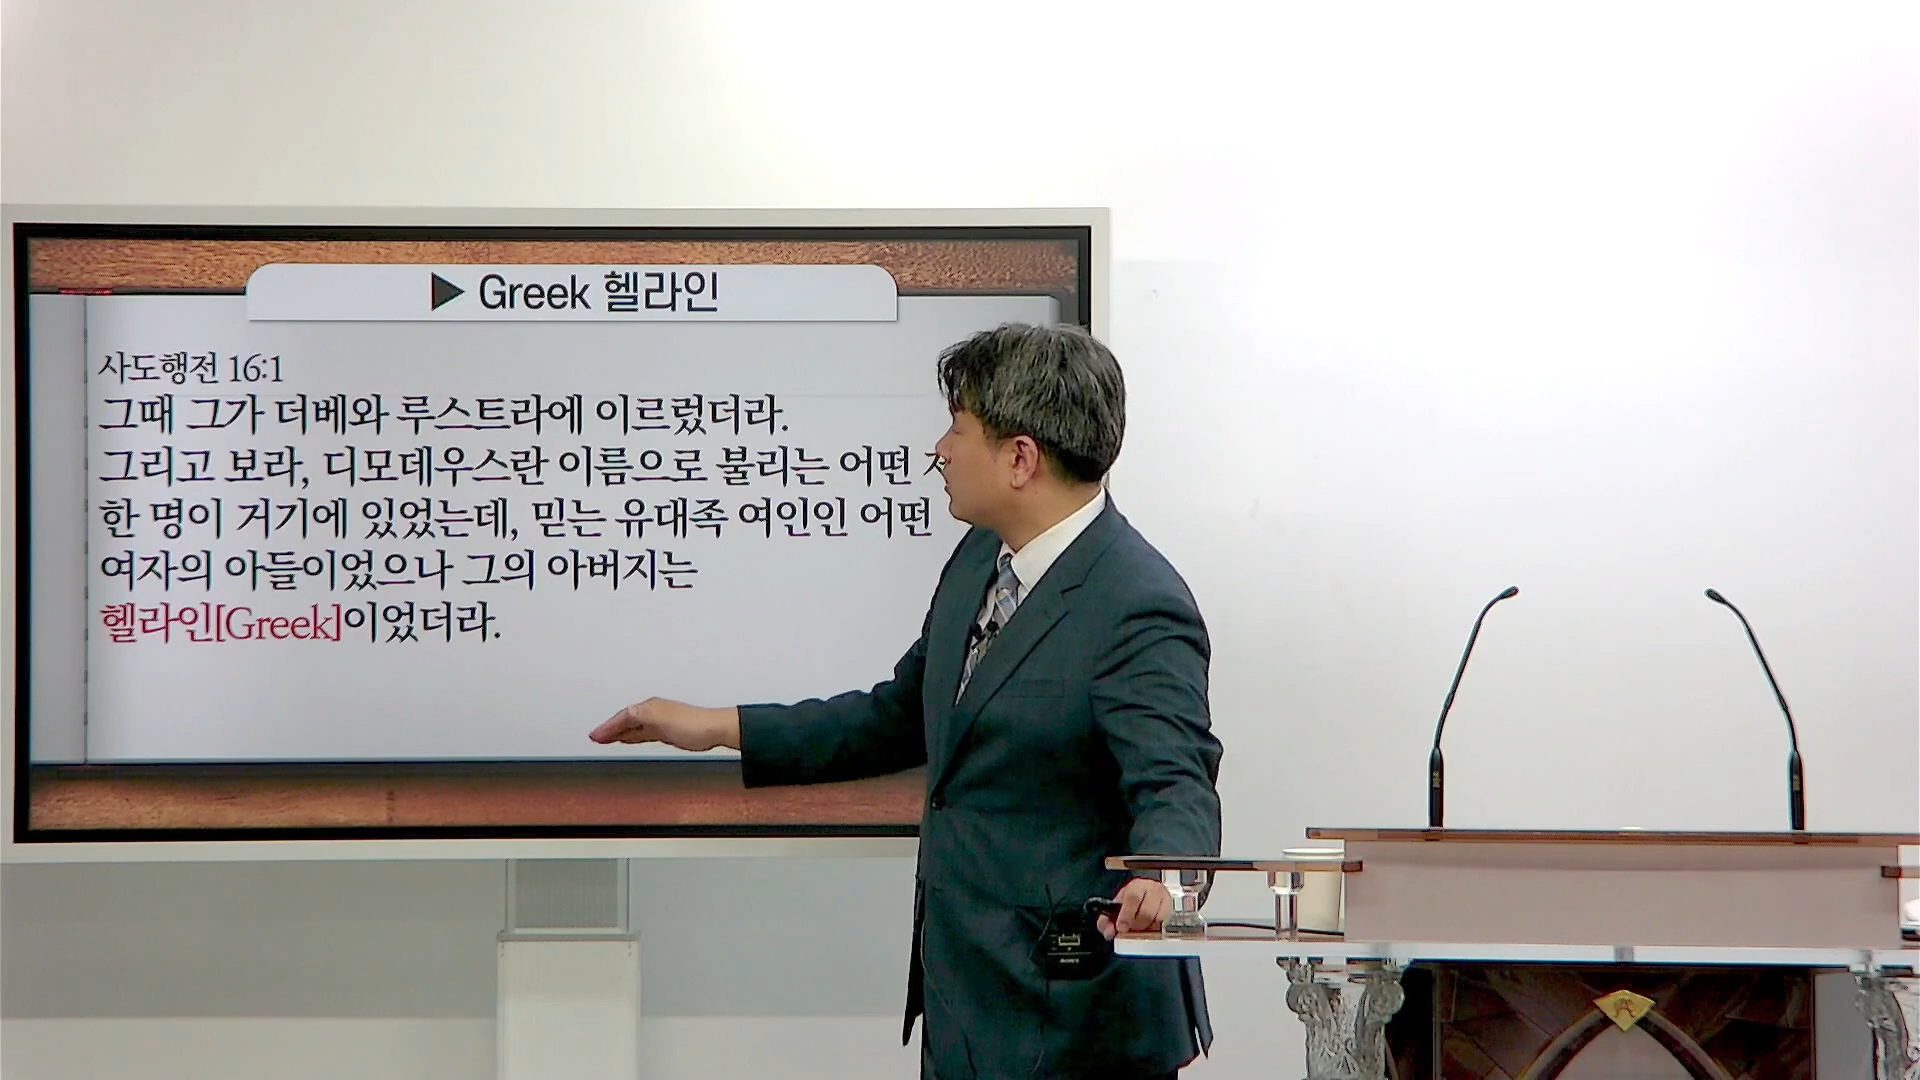 ▶ Greek 헬라인
사도행전 16:1
그때 그가 더베와 루스트라에 이르렀더라.
그리고 보라, 디모데우스란 이름으로 불리는 어떤
한 명이 거기에 있었는데, 믿는 유대족 여인인 어떤
여자의 아들이었으나 그의 아버지는
헬라인[Greek]이었더라.
SONY